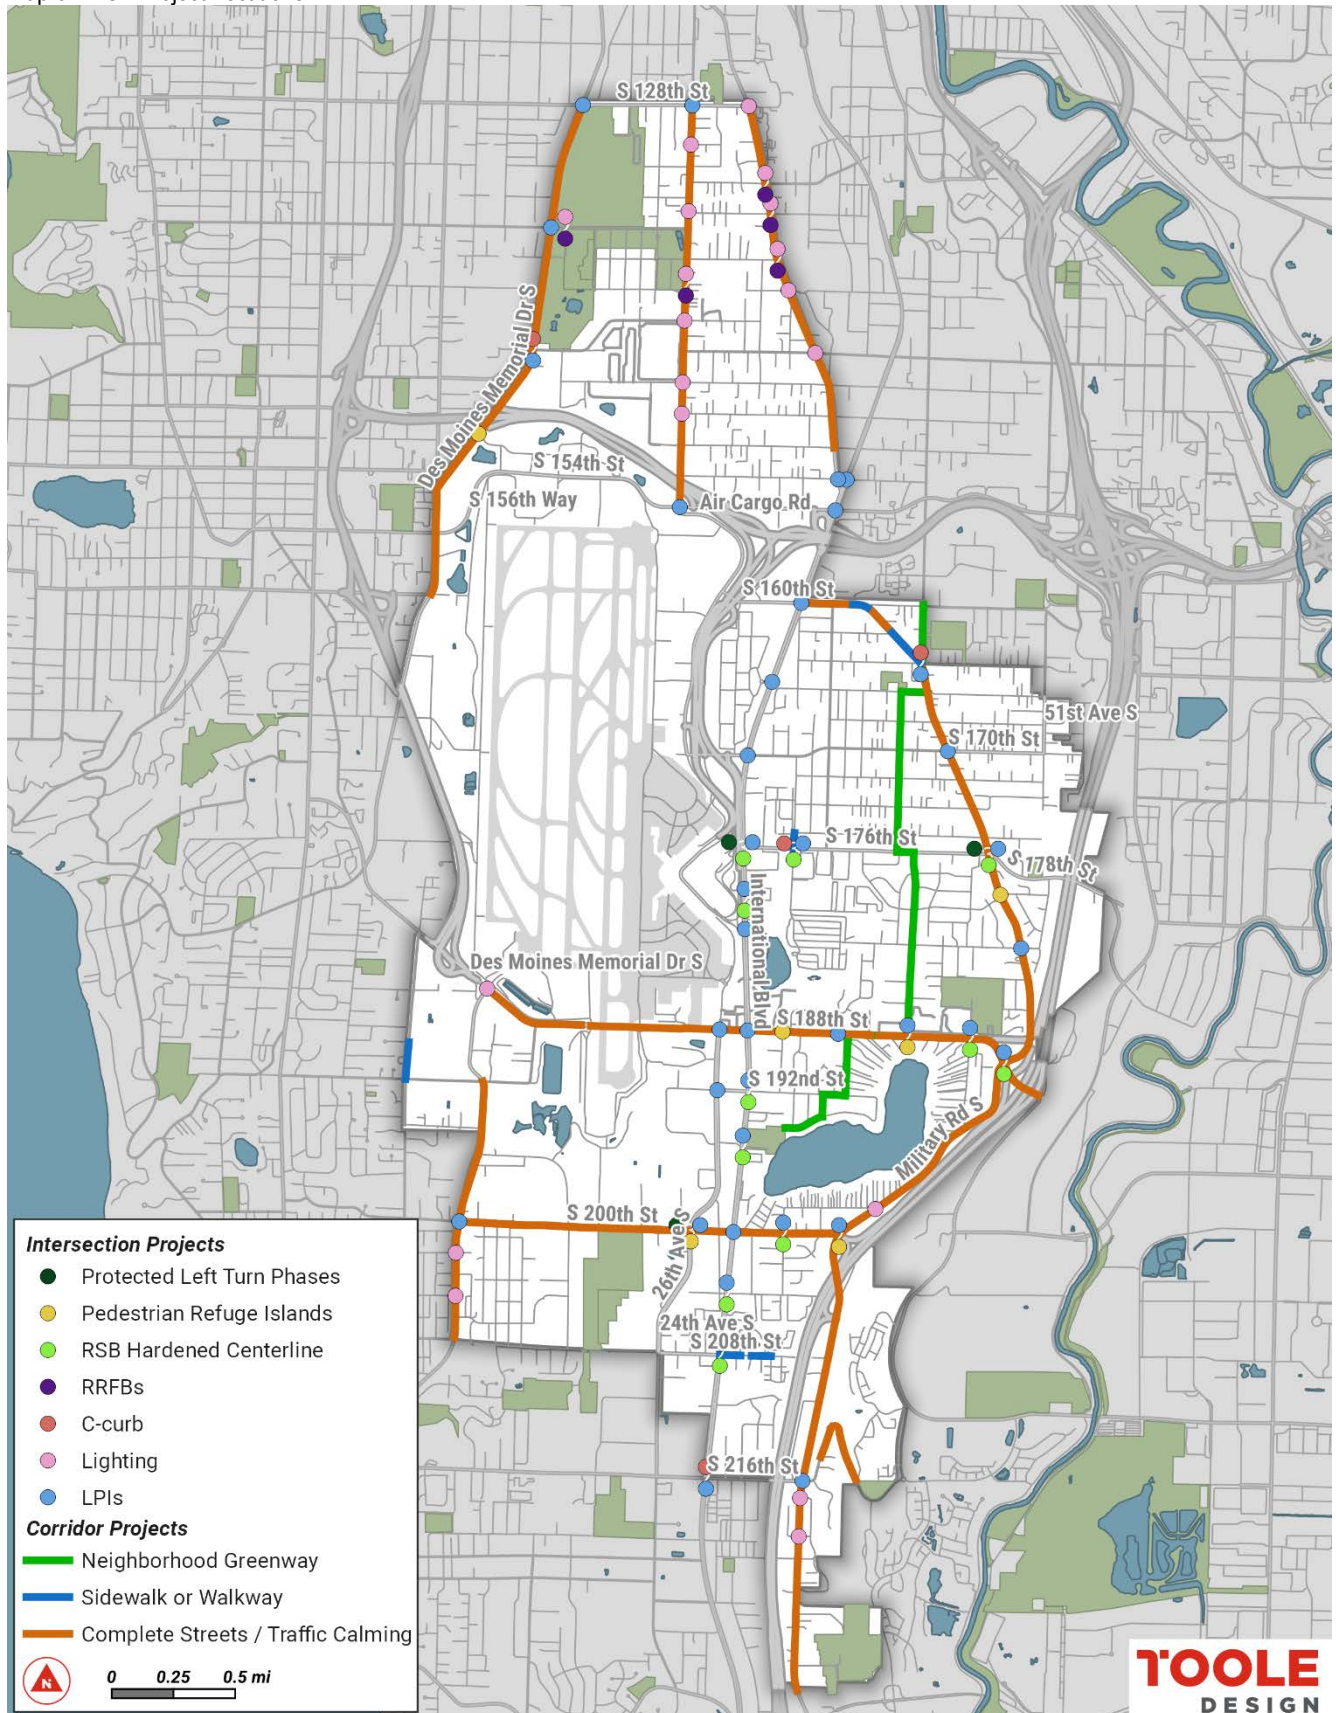 S 128th St
Des Moines Memorial Dr S
S 154th St
S 156th Way
Air Cargo Rd
S 160th St
51st Ave S
S 170th St
S 176th St
S 178th St
International Blvd
Des Moines Memorial Dr S
S 188th St
S 192nd St
Military Rd S
S 200th St
26th Ave S
24th Ave S
S 208th St
S 216th St
Intersection Projects
Protected Left Turn Phases
Pedestrian Refuge Islands
RSB Hardened Centerline
RRFBs
C-curb
Lighting
LPIs
Corridor Projects
Neighborhood Greenway
Sidewalk or Walkway
Complete Streets / Traffic Calming
N
0 0.25 0.5 mi
TOOLE
DESIGN